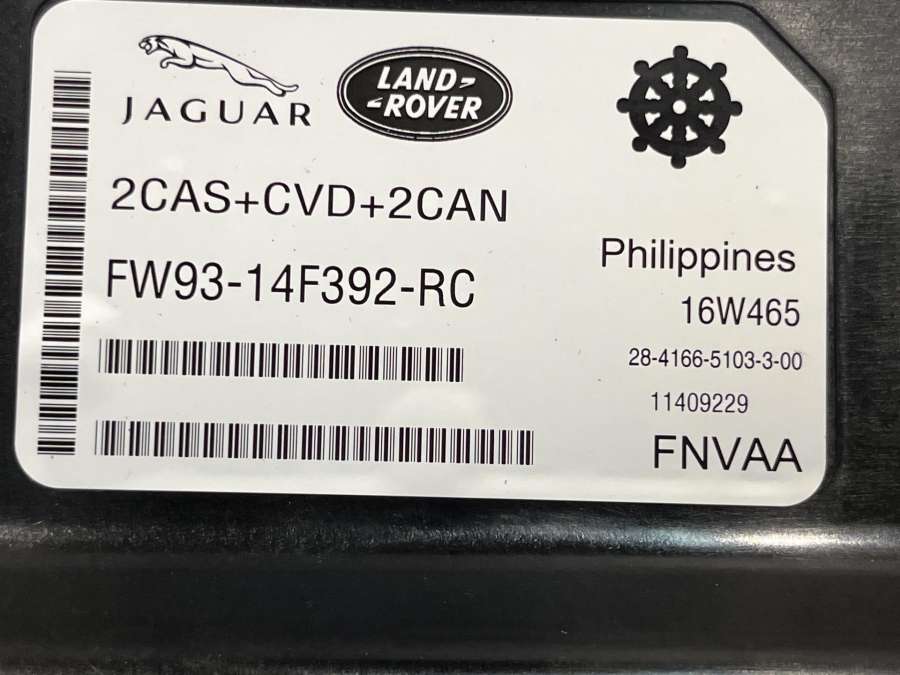 JAGUAR
LAND-
-ROVER
2CAS+CVD+2CAN
FW93-14F392-RC
Philippines
16W465
28-4166-5103-3-00
11409229
FNVAA